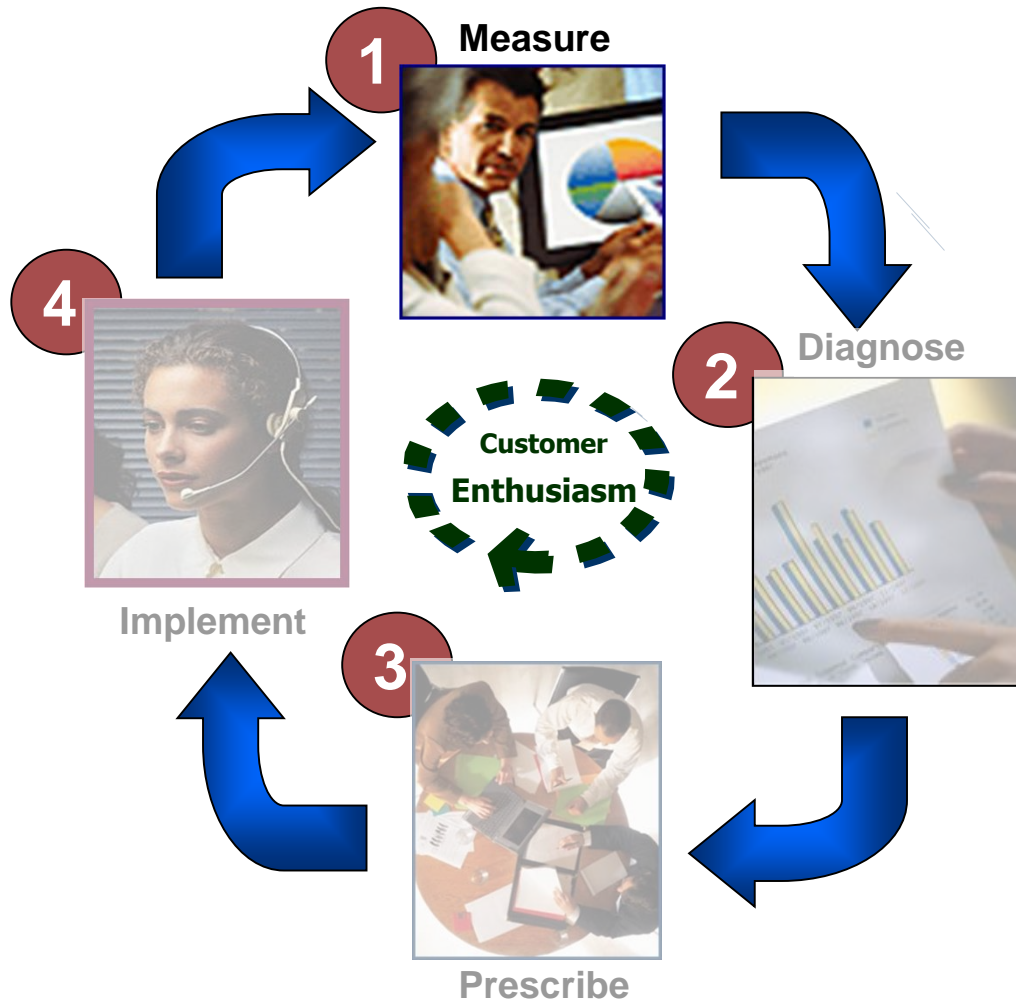 1
Measure
2
Diagnose
3
Prescribe
4
Implement
Customer
Enthusiasm